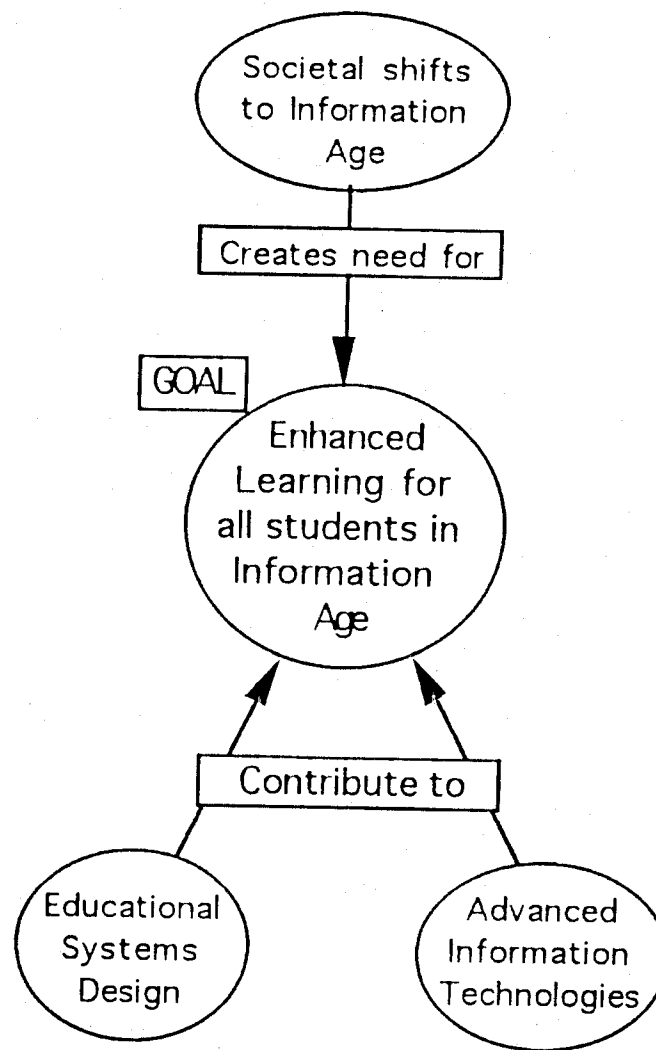 Societal shifts
to Information
Age
Creates need for
GOAL
Enhanced
Learning for
all students in
Information
Age
Contribute to
Educational
Systems
Design
Advanced
Information
Technologies